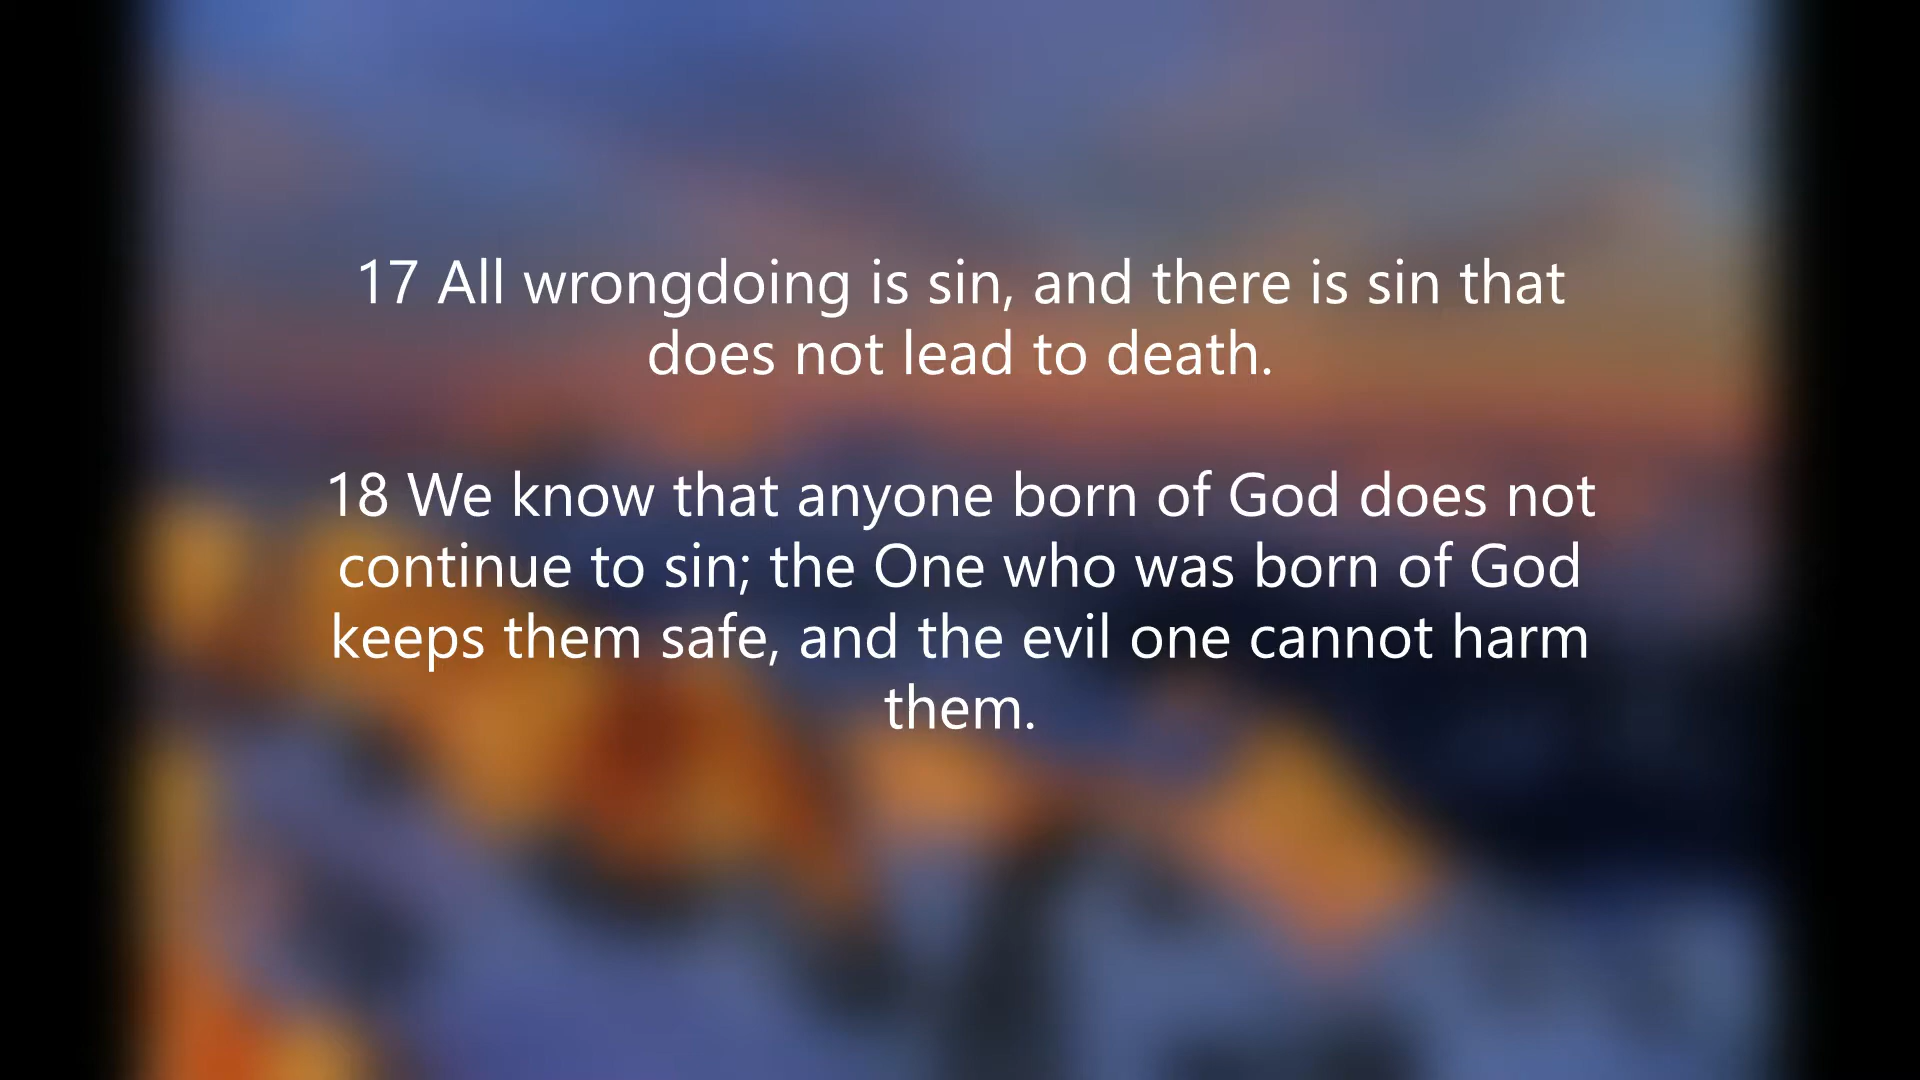 17 All wrongdoing is sin, and there is sin that
does not lead to death.
18 We know that anyone born of God does not
continue to sin; the One who was born of God
keeps them safe, and the evil one cannot harm
them.